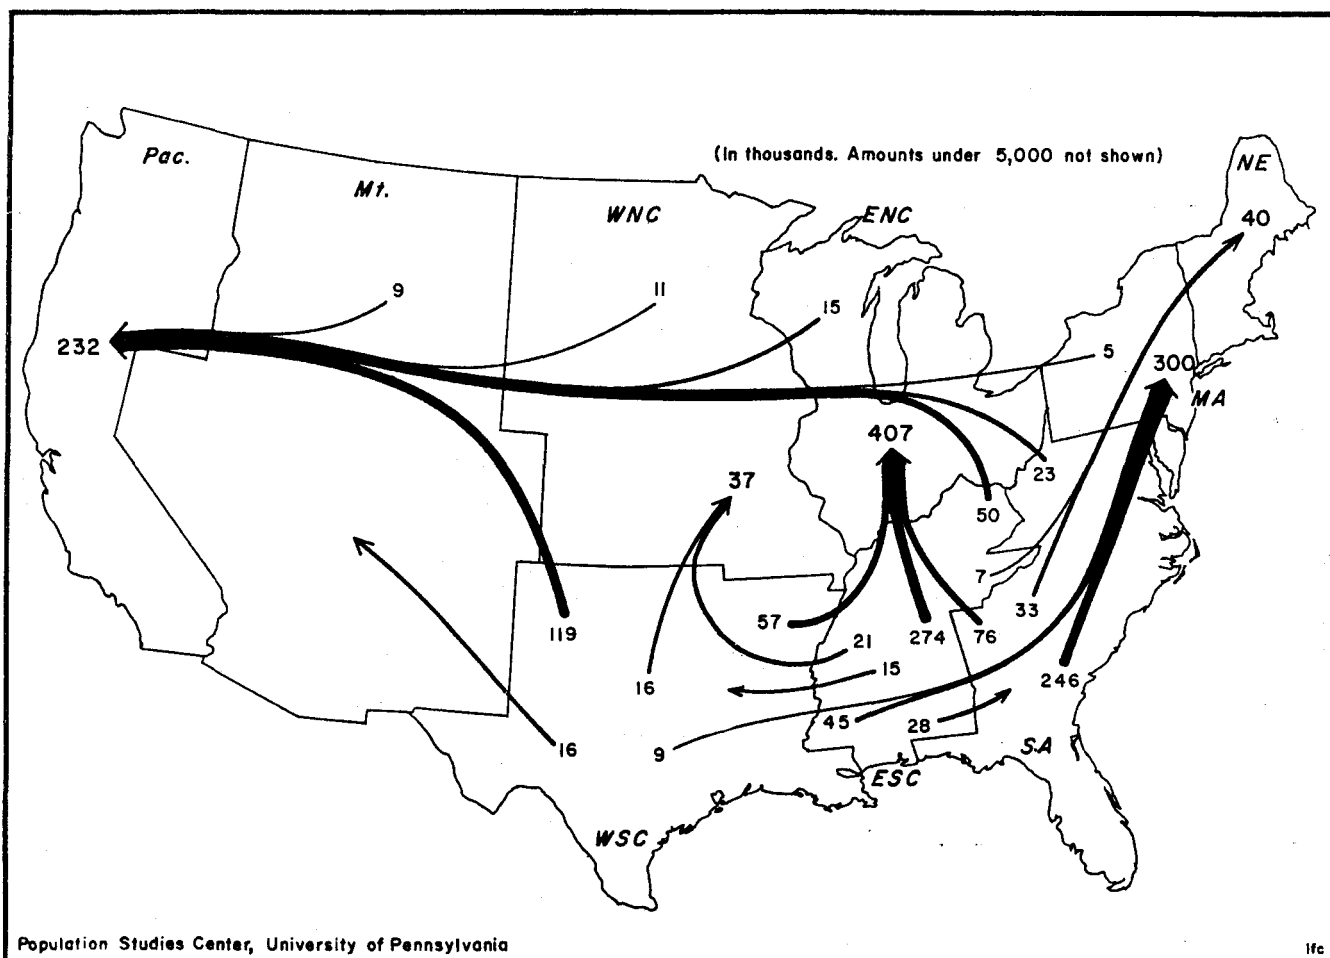 (In thousands. Amounts under 5,000 not shown)
Pac.
Mt.
WNC
ENC
NE
40
9
11
15
5
232
300
MA
407
37
23
50
7
33
119
57
21
274
76
16
15
246
45
28
16
9
SA
ESC
WSC
Population Studies Center, University of Pennsylvania
lfc